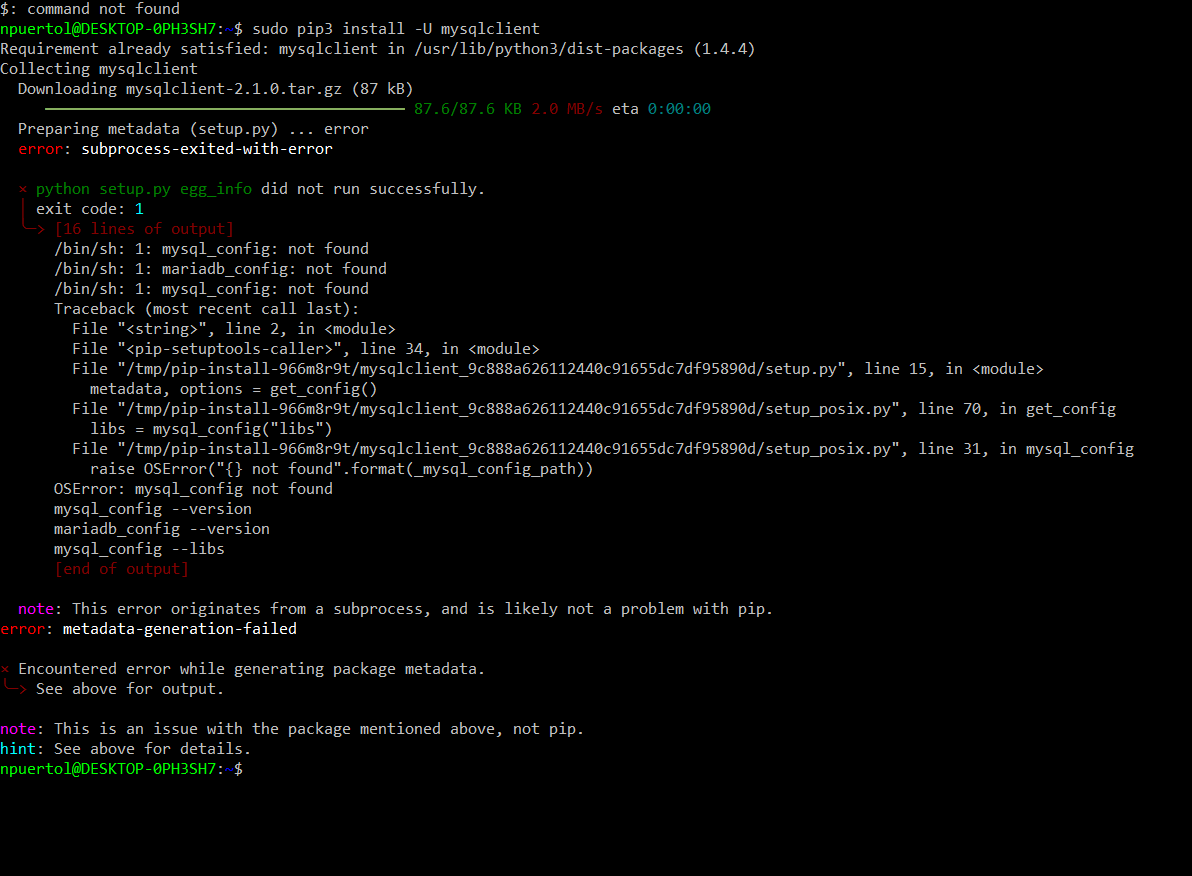 $: command not found
npuertol@DESKTOP-0PH3SH7:~$ sudo pip3 install -U mysqlclient
Requirement already satisfied: mysqlclient in /usr/lib/python3/dist-packages (1.4.4)
Collecting mysqlclient
  Downloading mysqlclient-2.1.0.tar.gz (87 kB)
     ━━━━━━━━━━━━━━━━━━━━━━━━━━━━━━━━━━━━━━━━ 87.6/87.6 KB 2.0 MB/s eta 0:00:00
  Preparing metadata (setup.py) ... error
  error: subprocess-exited-with-error

  × python setup.py egg_info did not run successfully.
  │ exit code: 1
  ╰─> [16 lines of output]
      /bin/sh: 1: mysql_config: not found
      /bin/sh: 1: mariadb_config: not found
      /bin/sh: 1: mysql_config: not found
      Traceback (most recent call last):
        File "<string>", line 2, in <module>
        File "<pip-setuptools-caller>", line 34, in <module>
        File "/tmp/pip-install-966m8r9t/mysqlclient_9c888a626112440c91655dc7df95890d/setup.py", line 15, in <module>
          metadata, options = get_config()
        File "/tmp/pip-install-966m8r9t/mysqlclient_9c888a626112440c91655dc7df95890d/setup_posix.py", line 70, in get_config
          libs = mysql_config("libs")
        File "/tmp/pip-install-966m8r9t/mysqlclient_9c888a626112440c91655dc7df95890d/setup_posix.py", line 31, in mysql_config
          raise OSError("{} not found".format(_mysql_config_path))
      OSError: mysql_config not found
      mysql_config --version
      mariadb_config --version
      mysql_config --libs
      [end of output]

  note: This error originates from a subprocess, and is likely not a problem with pip.
error: metadata-generation-failed

× Encountered error while generating package metadata.
╰─> See above for output.

note: This is an issue with the package mentioned above, not pip.
hint: See above for details.
npuertol@DESKTOP-0PH3SH7:~$